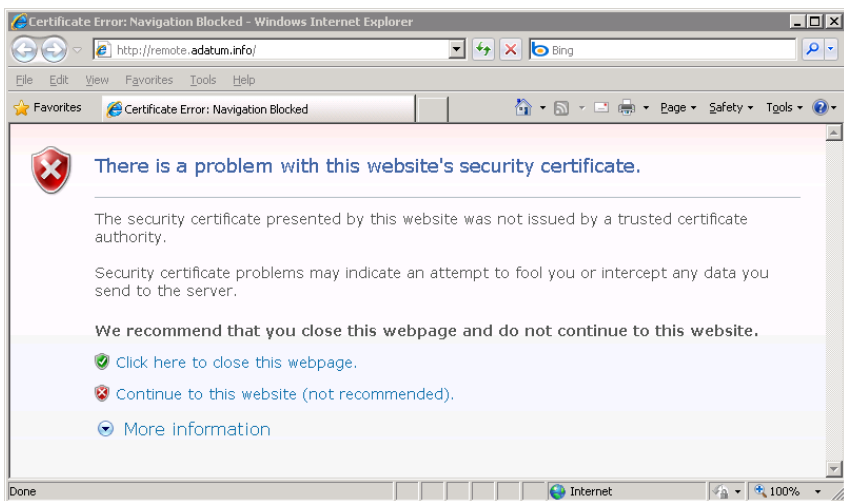 Certificate Error: Navigation Blocked - Windows Internet Explorer
http://remote.adatum.info/
Bing
File Edit View Favorites Tools Help
Favorites Certificate Error: Navigation Blocked Page Safety Tools
There is a problem with this website's security certificate.
The security certificate presented by this website was not issued by a trusted certificate
authority.
Security certificate problems may indicate an attempt to fool you or intercept any data you
send to the server.
We recommend that you close this webpage and do not continue to this website.
Click here to close this webpage.
Continue to this website (not recommended).
More information
Done Internet 100%